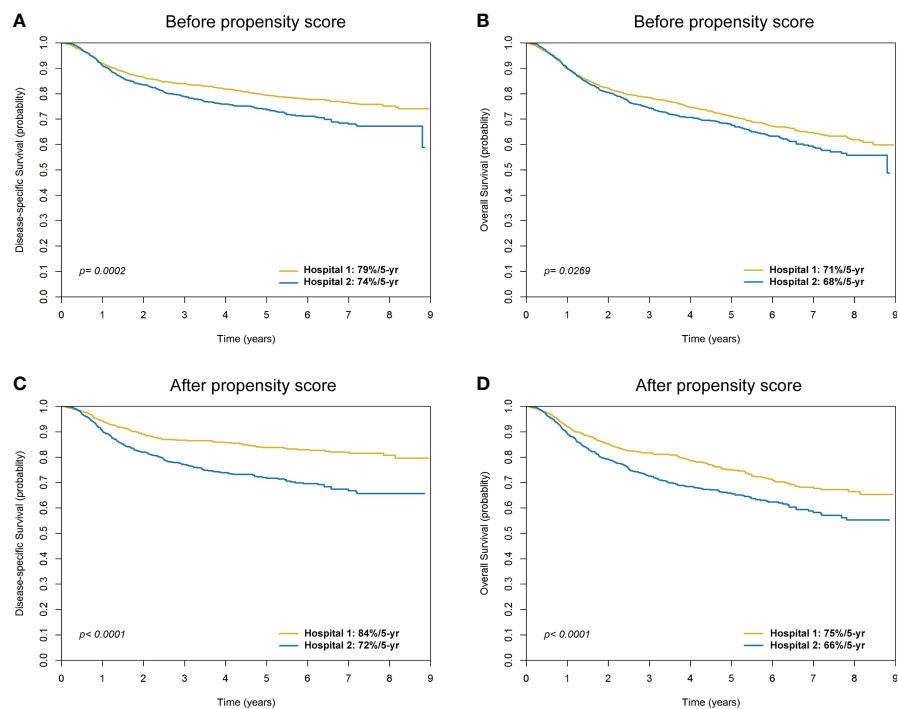 A
Before propensity score
Disease-specific Survival (probablity)
1.0
0.9
0.8
0.7
0.6
0.5
0.4
0.3
0.2
0.1
0.0
p= 0.0002
Hospital 1: 79%/5-yr
Hospital 2: 74%/5-yr
0 1 2 3 4 5 6 7 8 9
Time (years)
B
Before propensity score
Overall Survival (probablity)
1.0
0.9
0.8
0.7
0.6
0.5
0.4
0.3
0.2
0.1
0.0
p= 0.0269
Hospital 1: 71%/5-yr
Hospital 2: 68%/5-yr
0 1 2 3 4 5 6 7 8 9
Time (years)
C
After propensity score
Disease-specific Survival (probablity)
1.0
0.9
0.8
0.7
0.6
0.5
0.4
0.3
0.2
0.1
0.0
p< 0.0001
Hospital 1: 84%/5-yr
Hospital 2: 72%/5-yr
0 1 2 3 4 5 6 7 8 9
Time (years)
D
After propensity score
Overall Survival (probablity)
1.0
0.9
0.8
0.7
0.6
0.5
0.4
0.3
0.2
0.1
0.0
p< 0.0001
Hospital 1: 75%/5-yr
Hospital 2: 66%/5-yr
0 1 2 3 4 5 6 7 8 9
Time (years)